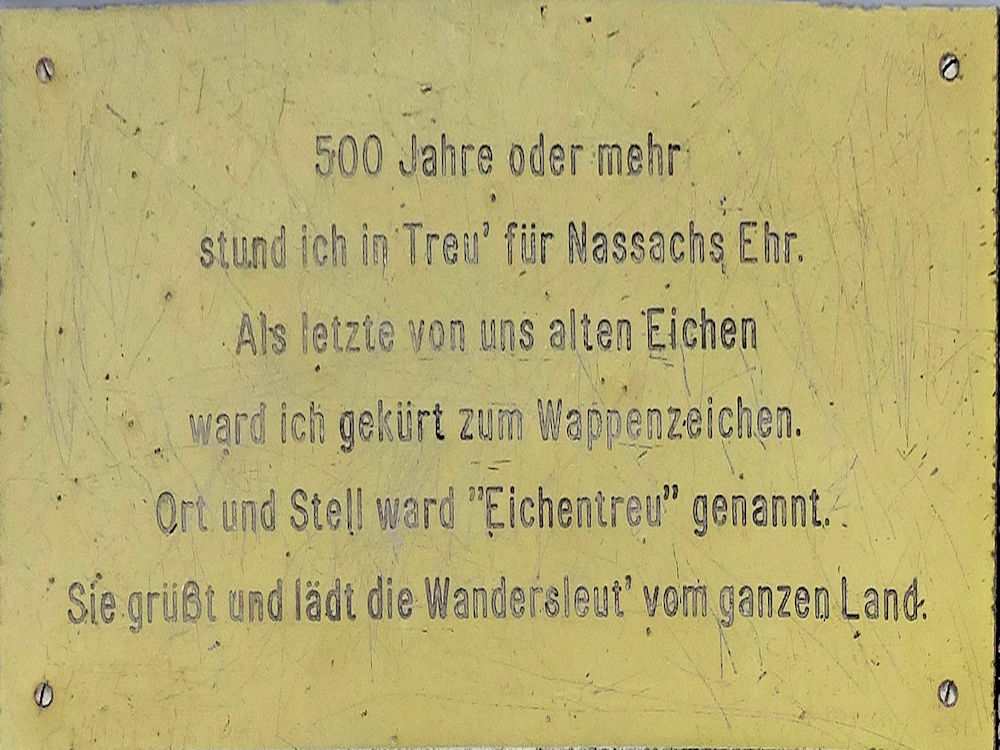 500 Jahre oder mehr
stund ich in Treu' für Nassachs Ehr.
Als letzte von uns alten Eichen
ward ich gekürt zum Wappenzeichen.
Ort und Stell ward "Eichentreu" genannt.
Sie grüßt und lädt die Wandersleut' vom ganzen Land.